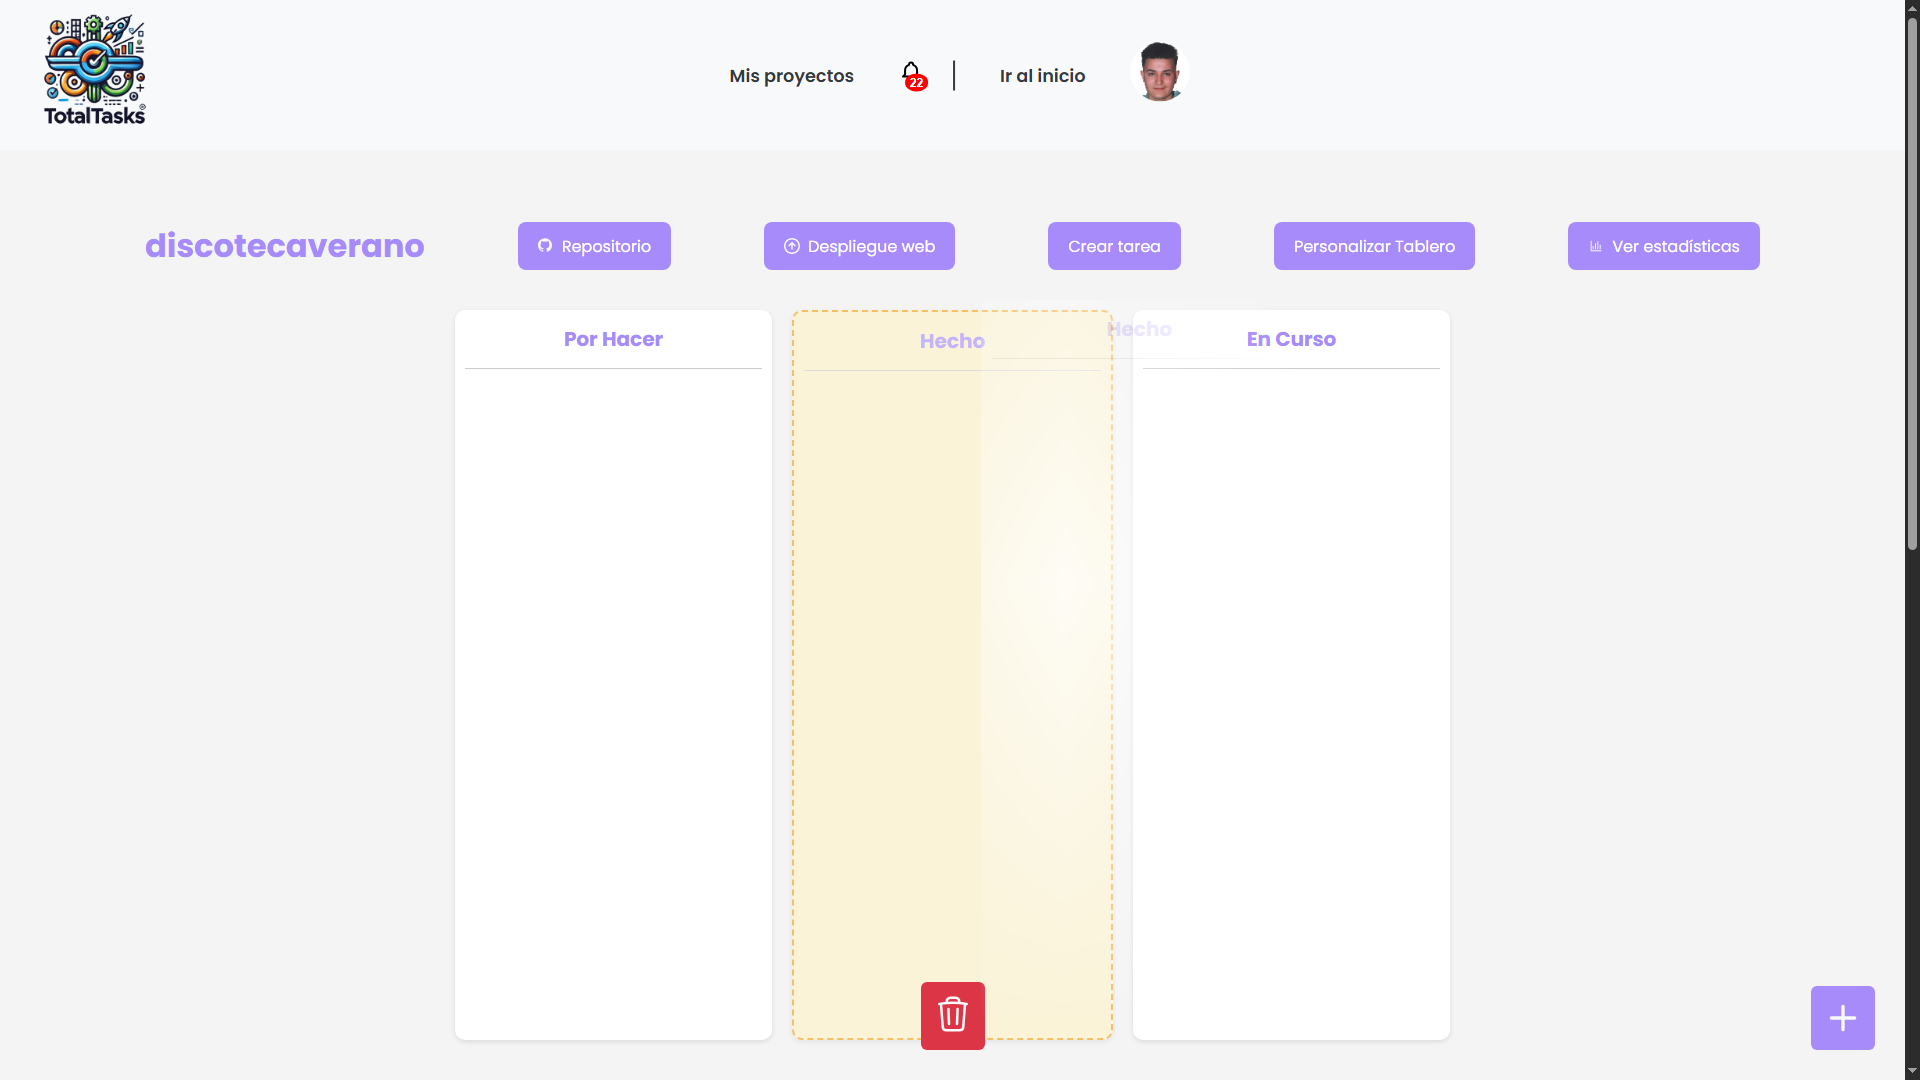 TotalTasks
Mis proyectos
22
Ir al inicio
discotecaverano
Repositorio
Despliegue web
Crear tarea
Personalizar Tablero
Ver estadísticas
Por Hacer
Hecho
Hecho
En Curso